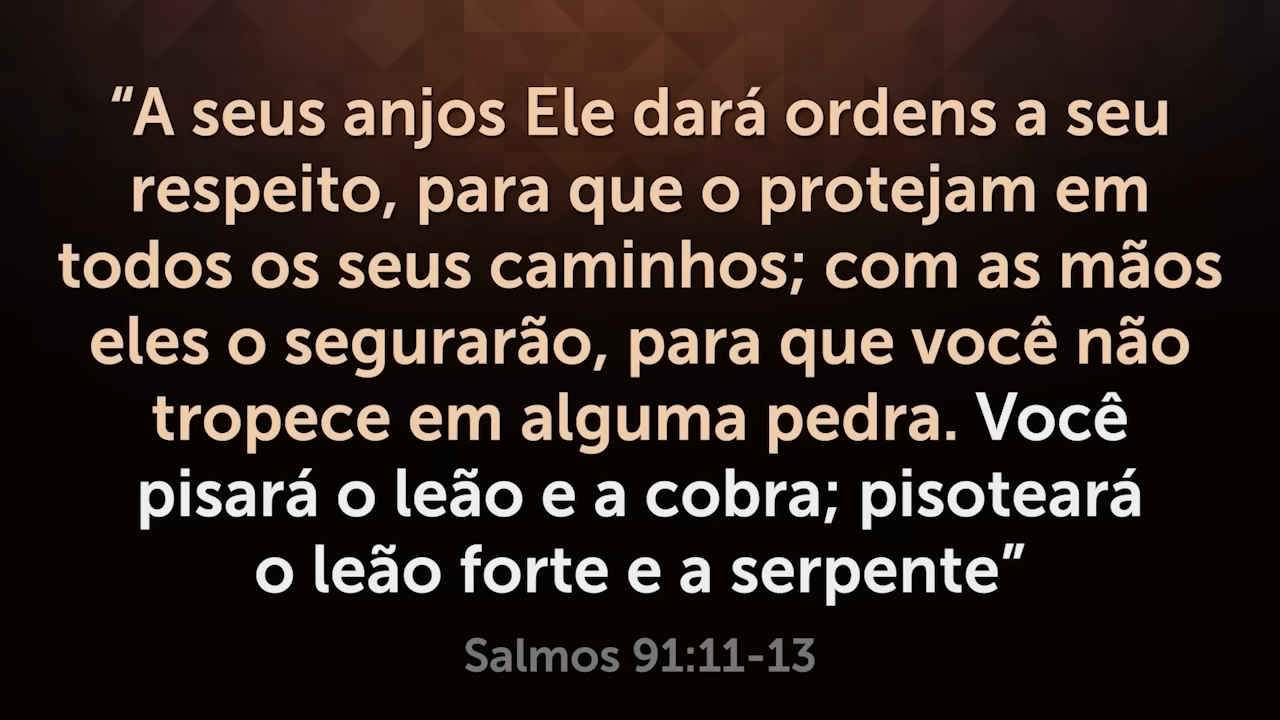 “A seus anjos Ele dará ordens a seu
respeito, para que o protejam em
todos os seus caminhos; com as mãos
eles o segurarão, para que você não
tropece em alguma pedra. Você
pisará o leão e a cobra; pisoteará
o leão forte e a serpente”
Salmos 91:11-13